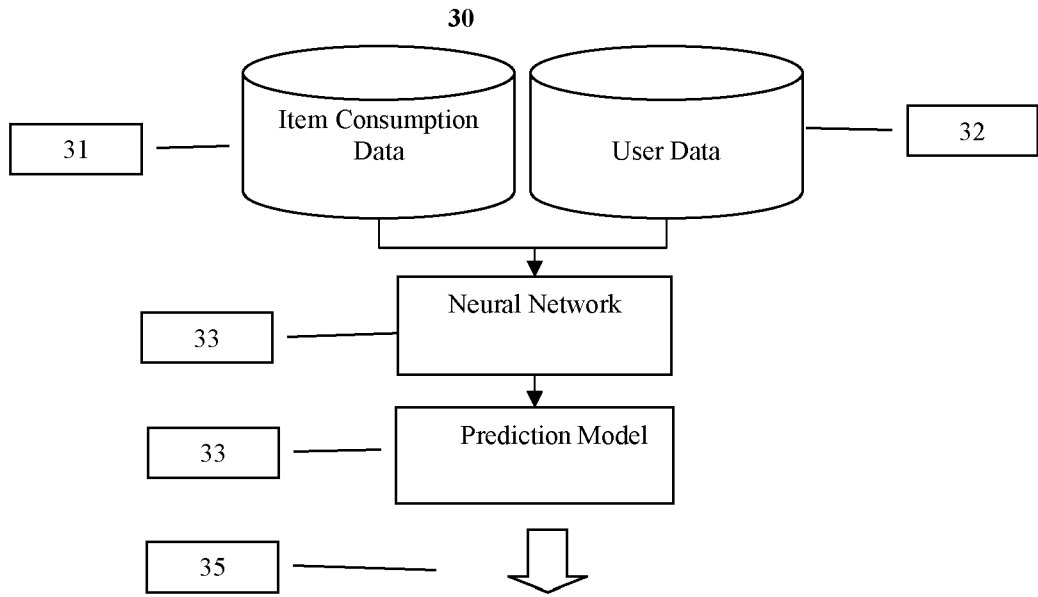 30
Item Consumption
Data
31
User Data
32
Neural Network
33
Prediction Model
33
35